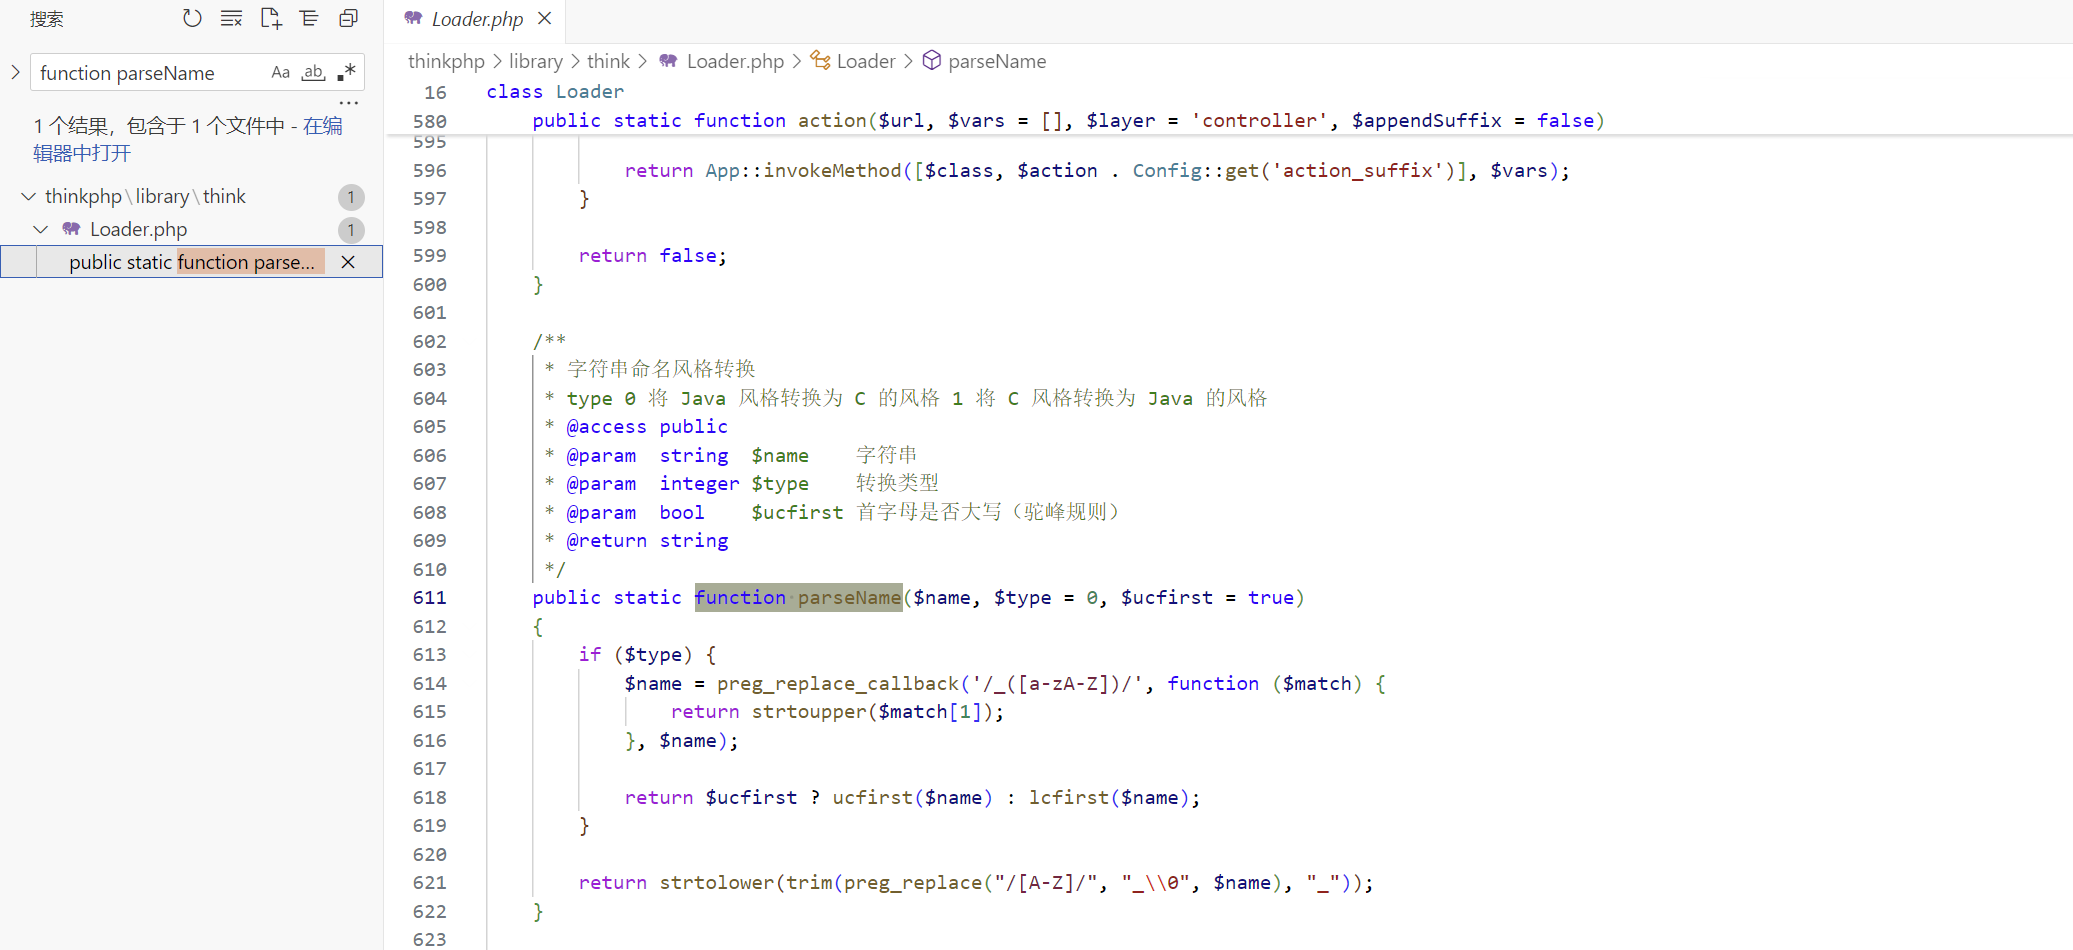 搜索
function parseName
Aa
ab
1 个结果，包含于 1 个文件中 - 在编
辑器中打开
thinkphp\library\think
1
Loader.php
1
public static function parse...
Loader.php
thinkphp > library > think > Loader.php > Loader > parseName
16 class Loader
580 public static function action($url, $vars = [], $layer = 'controller', $appendSuffix = false)
595
596 return App::invokeMethod([$class, $action . Config::get('action_suffix')], $vars);
597 }
598
599 return false;
600 }
601
602 /**
603 * 字符串命名风格转换
604 * type 0 将 Java 风格转换为 C 的风格 1 将 C 风格转换为 Java 的风格
605 * @access public
606 * @param string $name 字符串
607 * @param integer $type 转换类型
608 * @param bool $ucfirst 首字母是否大写（驼峰规则）
609 * @return string
610 */
611 public static function parseName($name, $type = 0, $ucfirst = true)
612 {
613 if ($type) {
614 $name = preg_replace_callback('/_([a-zA-Z])/', function ($match) {
615 return strtoupper($match[1]);
616 }, $name);
617
618 return $ucfirst ? ucfirst($name) : lcfirst($name);
619 }
620
621 return strtolower(trim(preg_replace("/[A-Z]/", "_\\0", $name), "_"));
622 }
623